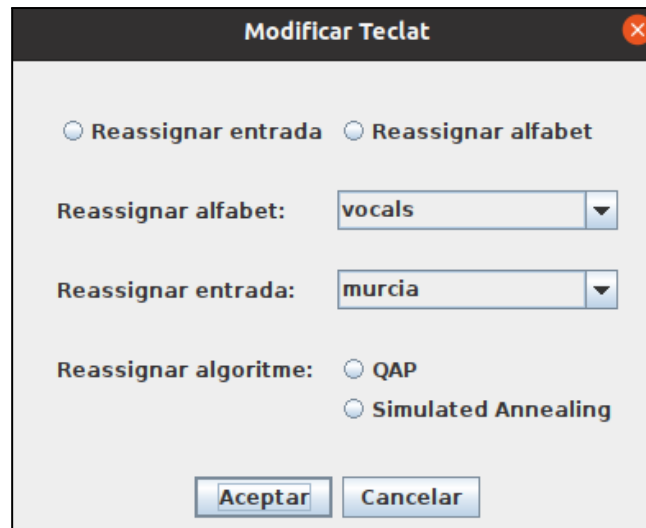 Modificar Teclat
Reassignar entrada Reassignar alfabet
Reassignar alfabet: vocals
Reassignar entrada: murcia
Reassignar algoritme: QAP
Simulated Annealing
Aceptar Cancelar